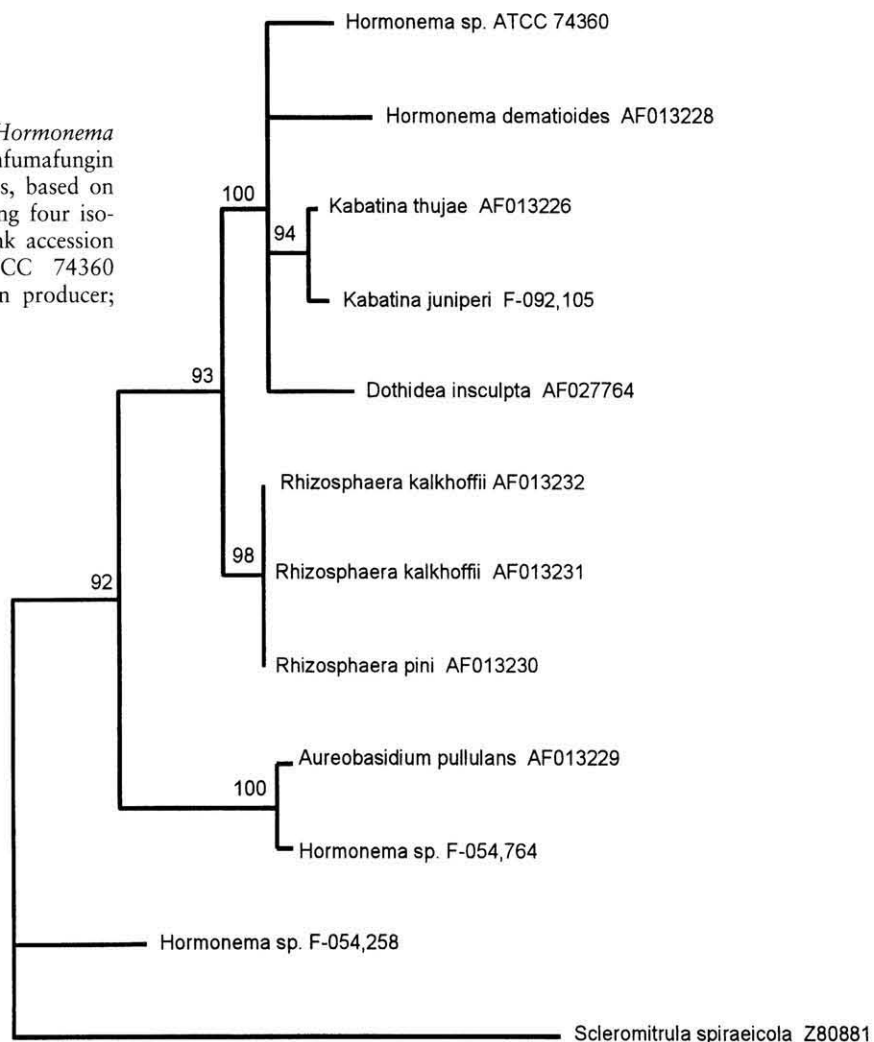 Hormonema
fumafungin
s, based on
ng four iso-
nk accession
CC 74360
n producer;
Hormonema sp. ATCC 74360
Hormonema dematioides AF013228
100
Kabatina thujae AF013226
94
Kabatina juniperi F-092,105
93
Dothidea insculpta AF027764
Rhizosphaera kalkhoffii AF013232
98
Rhizosphaera kalkhoffii AF013231
92
Rhizosphaera pini AF013230
Aureobasidium pullulans AF013229
100
Hormonema sp. F-054,764
Hormonema sp. F-054,258
Scleromitrula spiraeicola Z80881